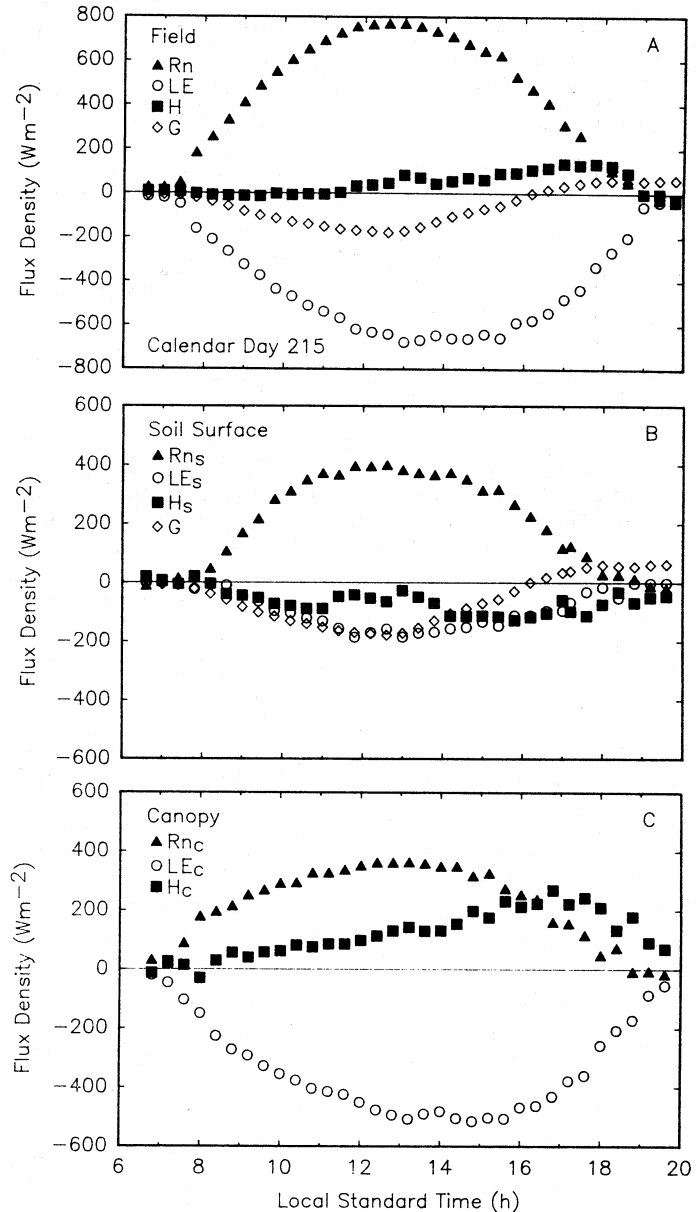 800
600
400
200
0
−200
−400
−600
−800
Flux Density (Wm−2)
Field
Rn
LE
H
G
A
Calendar Day 215
600
400
200
0
−200
−400
−600
Flux Density (Wm−2)
Soil Surface
Rns
LEs
Hs
G
B
600
400
200
0
−200
−400
−600
Flux Density (Wm−2)
Canopy
Rnc
LEc
Hc
C
6 8 10 12 14 16 18 20
Local Standard Time (h)